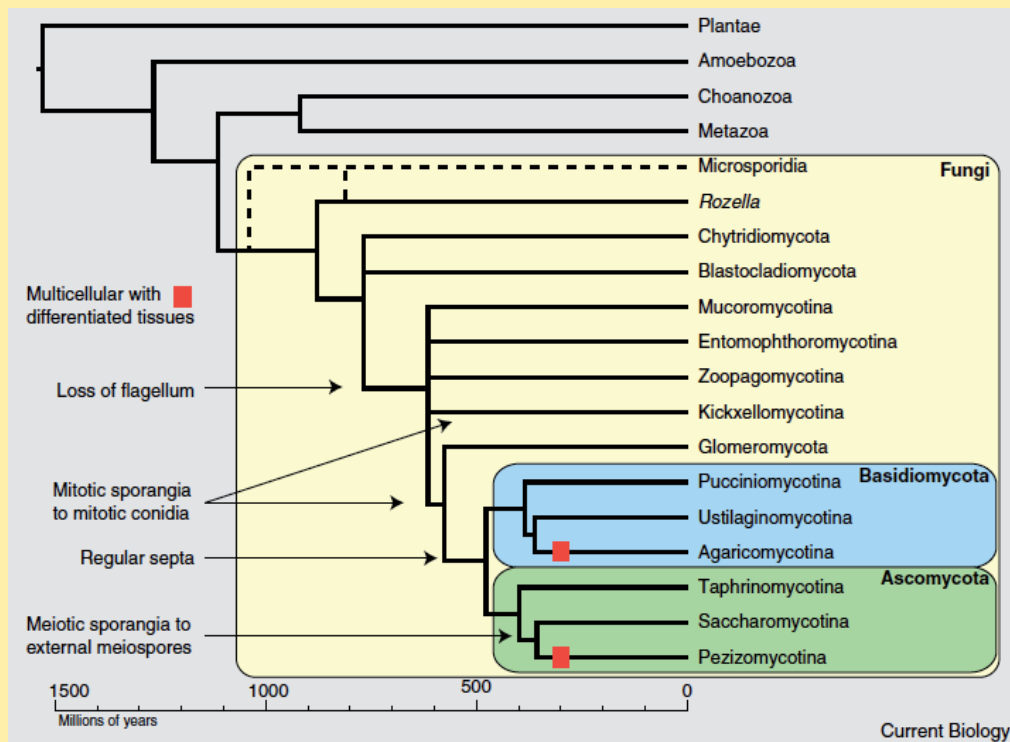 Plantae
Amoebozoa
Choanozoa
Metazoa
Microsporidia
Fungi
Rozella
Chytridiomycota
Blastocladiomycota
Multicellular with
differentiated tissues
Mucoromycotina
Entomophthoromycotina
Zoopagomycotina
Loss of flagellum
Kickxellomycotina
Glomeromycota
Basidiomycota
Pucciniomycotina
Mitotic sporangia
to mitotic conidia
Ustilaginomycotina
Regular septa
Agaricomycotina
Ascomycota
Taphrinomycotina
Meiotic sporangia to
external meiospores
Saccharomycotina
Pezizomycotina
1500 1000 500 0
Millions of years
Current Biology